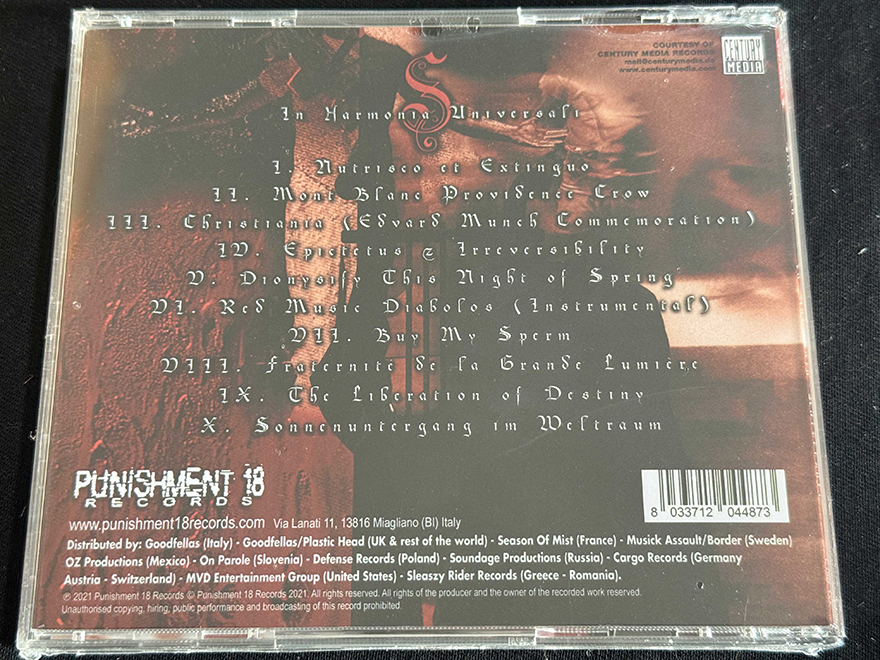 COURTESY OF
CENTURY MEDIA RECORDS
mail@centurymedia.de
www.centurymedia.com
CENTURY
MEDIA
S
In Harmonia Universali
I. Nutrisco et Extinguo
II. Mont Blanc Providence Crow
III. Christiania (Edvard Munch Commemoration)
IV. Epictetus & Irreversibility
V. Dionysify This Night of Spring
VI. Red Music Diabolos (Instrumental)
VII. Buy My Sperm
VIII. Fraternitè de la Grande Lumière
IX. The Liberation of Destiny
X. Sonnenuntergang im Weltraum
PUNISHMENT 18
RECORDS
www.punishment18records.com Via Lanati 11, 13816 Miagliano (BI) Italy
8 033712 044873
Distributed by: Goodfellas (Italy) - Goodfellas/Plastic Head (UK & rest of the world) - Season Of Mist (France) - Musick Assault/Border (Sweden)
OZ Productions (Mexico) - On Parole (Slovenia) - Defense Records (Poland) - Soundage Productions (Russia) - Cargo Records (Germany
Austria - Switzerland) - MVD Entertainment Group (United States) - Sleaszy Rider Records (Greece - Romania).
℗ 2021 Punishment 18 Records © Punishment 18 Records 2021. All rights reserved. All rights of the producer and the owner of the recorded work reserved.
Unauthorised copying, hiring, public performance and broadcasting of this record prohibited.